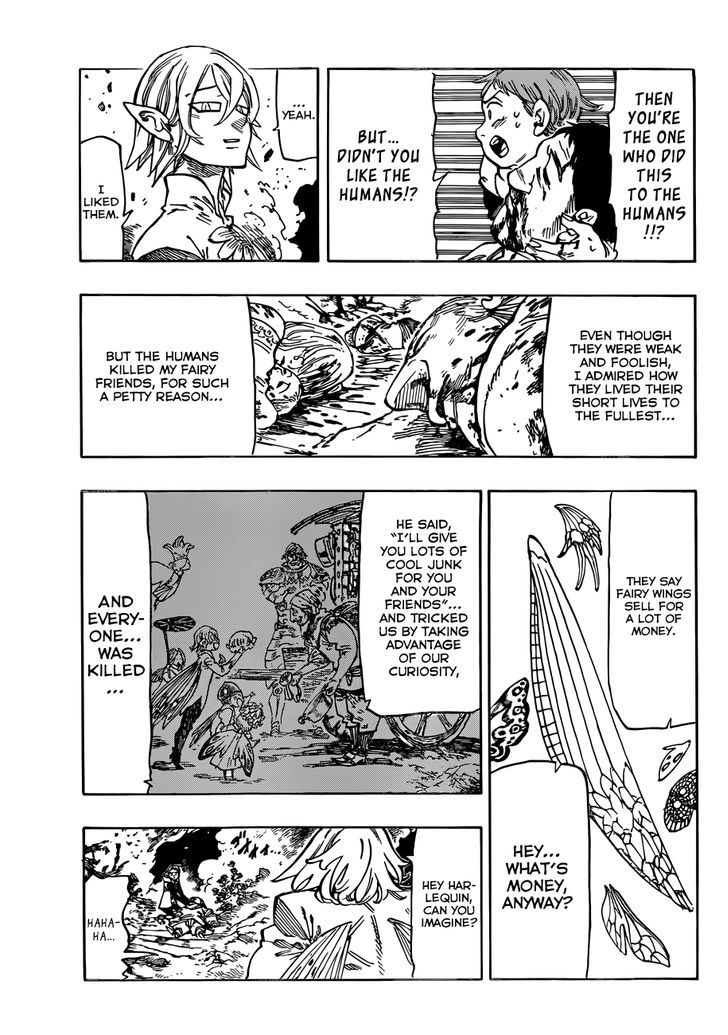 THEN
YOU'RE
THE ONE
WHO DID
THIS
TO THE
HUMANS
!!?
BUT...
DIDN'T YOU
LIKE THE
HUMANS!?
...
YEAH.
I
LIKED
THEM.
EVEN THOUGH
THEY WERE WEAK
AND FOOLISH,
I ADMIRED HOW
THEY LIVED THEIR
SHORT LIVES TO
TO THE FULLEST...
BUT THE HUMANS
KILLED MY FAIRY
FRIENDS, FOR SUCH
A PETTY REASON...
THEY SAY
FAIRY WINGS
SELL FOR
A LOT OF
MONEY.
HEY...
WHAT'S
MONEY,
ANYWAY?
HE SAID,
"I'LL GIVE
YOU LOTS OF
COOL JUNK
FOR YOU
AND YOUR
FRIENDS"...
AND TRICKED
US BY TAKING
ADVANTAGE
OF OUR
CURIOSITY,
AND
EVERY-
ONE...
WAS
KILLED
...
HEY HAR-
LEQUIN,
CAN YOU
IMAGINE?
HAHA-
HA...